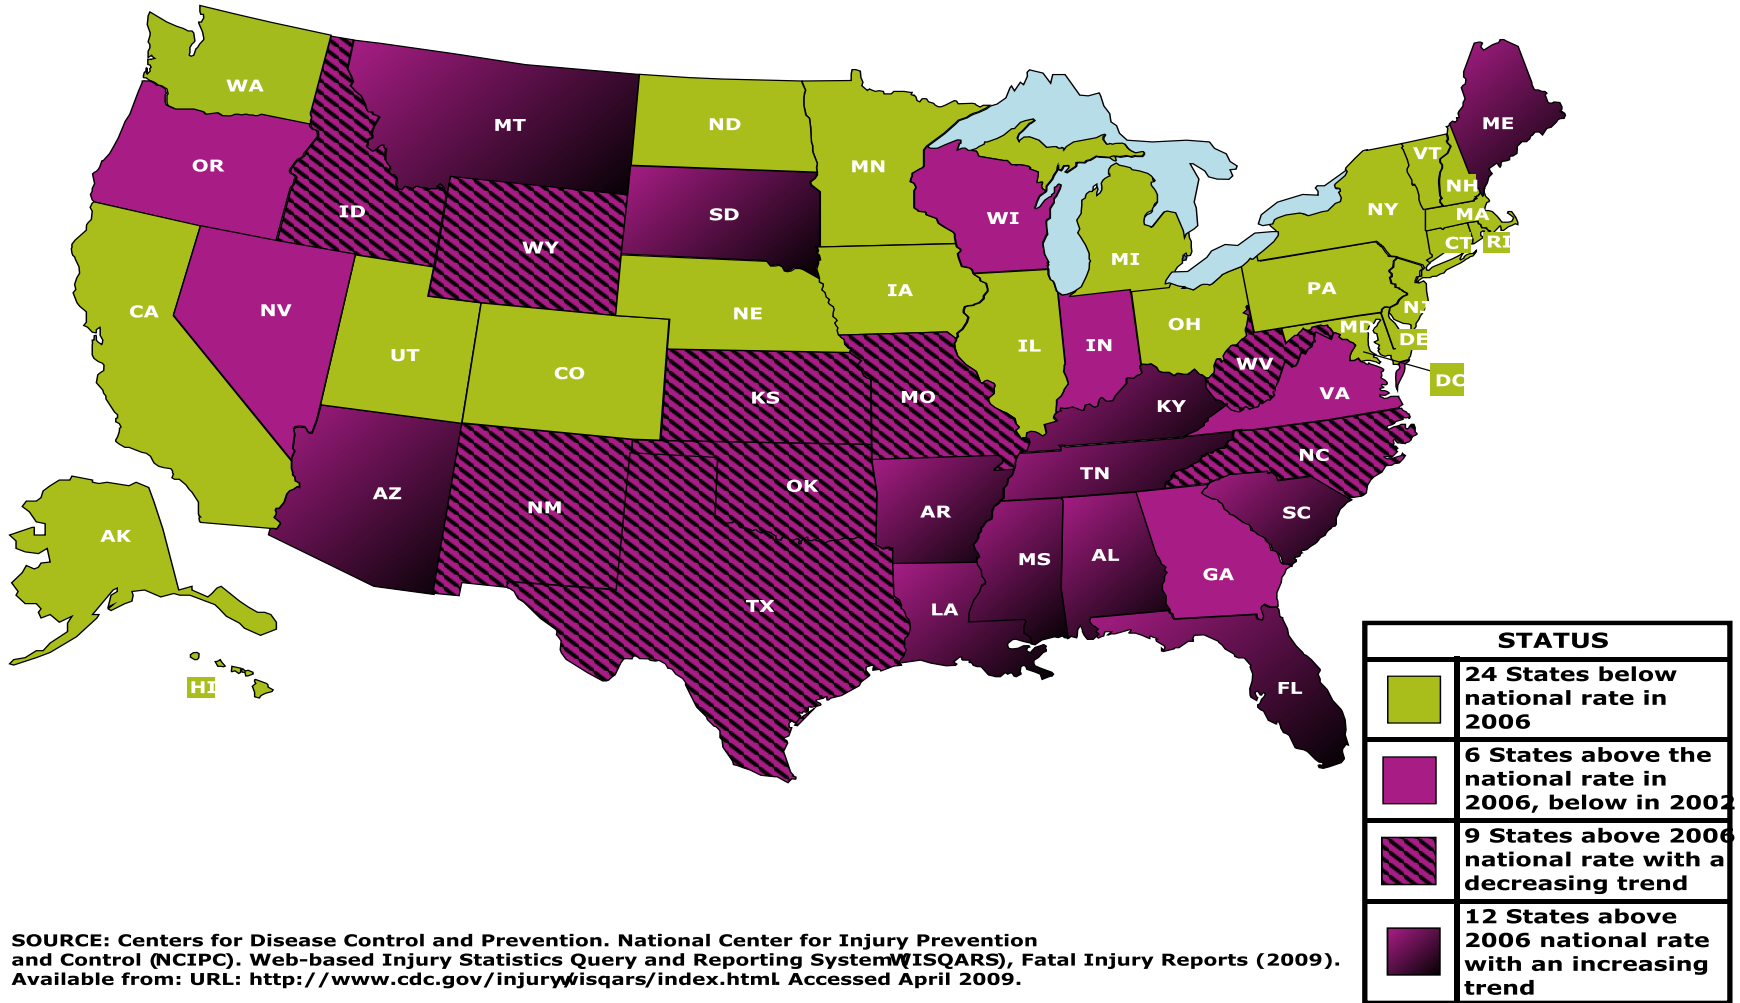 WA
OR
CA
NV
ID
MT
WY
UT
CO
AZ
NM
ND
SD
NE
KS
OK
TX
MN
IA
MO
AR
LA
WI
IL
MI
IN
OH
KY
TN
MS
AL
GA
FL
SC
NC
VA
WV
PA
NY
VT
NH
ME
MA
CT
RI
NJ
MD
DE
DC
AK
HI
STATUS
24 States below
national rate in
2006
6 States above the
national rate in
2006, below in 2002
9 States above 2006
national rate with a
decreasing trend
12 States above
2006 national rate
with an increasing
trend
SOURCE: Centers for Disease Control and Prevention. National Center for Injury Prevention
and Control (NCIPC). Web-based Injury Statistics Query and Reporting System (WISQARS), Fatal Injury Reports (2009).
Available from: URL: http://www.cdc.gov/injury/wisqars/index.html. Accessed April 2009.